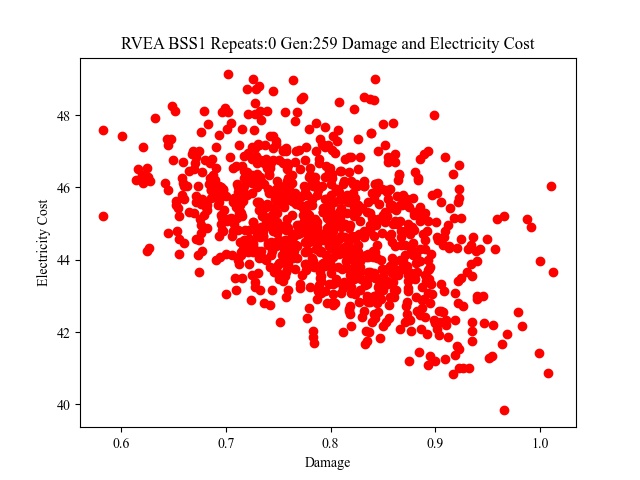 RVEA BSS1 Repeats:0 Gen:259 Damage and Electricity Cost
48
46
44
42
40
Electricity Cost
0.6 0.7 0.8 0.9 1.0
Damage